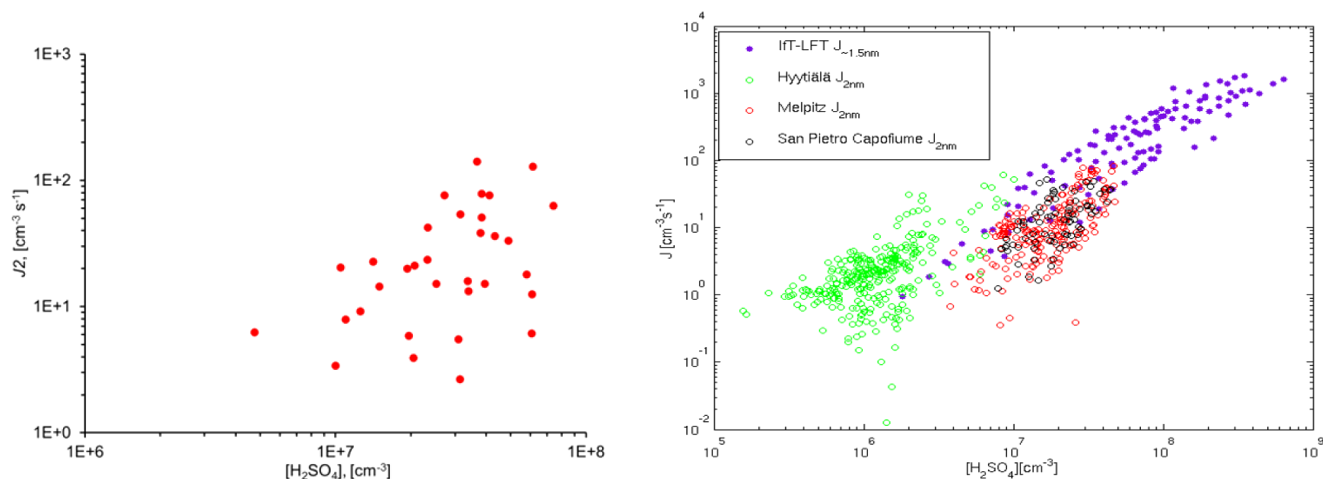 1E+3
1E+2
1E+1
1E+0
J2, [cm⁻³ s⁻¹]
1E+6
1E+7
1E+8
[H₂SO₄], [cm⁻³]
10⁴
10³
10²
10¹
10⁰
10⁻¹
10⁻²
J [cm⁻³s⁻¹]
IfT-LFT J~1.5nm
Hyytiälä J2nm
Melpitz J2nm
San Pietro Capofiume J2nm
10⁵
10⁶
10⁷
10⁸
10⁹
[H₂SO₄][cm⁻³]